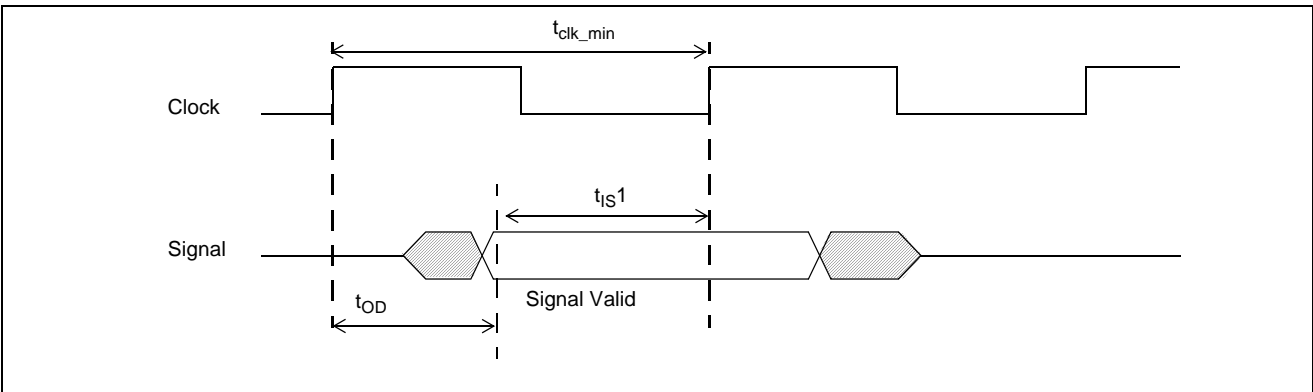 t_clk_min
Clock
t_IS1
Signal
t_OD
Signal Valid